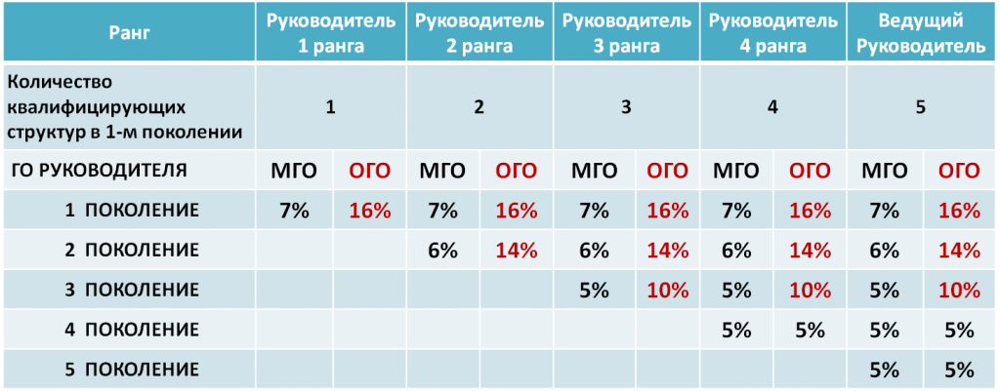 Ранг
Руководитель
1 ранга
Руководитель
2 ранга
Руководитель
3 ранга
Руководитель
4 ранга
Ведущий
Руководитель
Количество
квалифицирующих
структур в 1-м поколении
1
2
3
4
5
ГО РУКОВОДИТЕЛЯ
МГО ОГО МГО ОГО МГО ОГО МГО ОГО МГО ОГО
1 ПОКОЛЕНИЕ 7% 16% 7% 16% 7% 16% 7% 16% 7% 16%
2 ПОКОЛЕНИЕ 6% 14% 6% 14% 6% 14% 6% 14%
3 ПОКОЛЕНИЕ 5% 10% 5% 10% 5% 10%
4 ПОКОЛЕНИЕ 5% 5% 5% 5%
5 ПОКОЛЕНИЕ 5% 5%